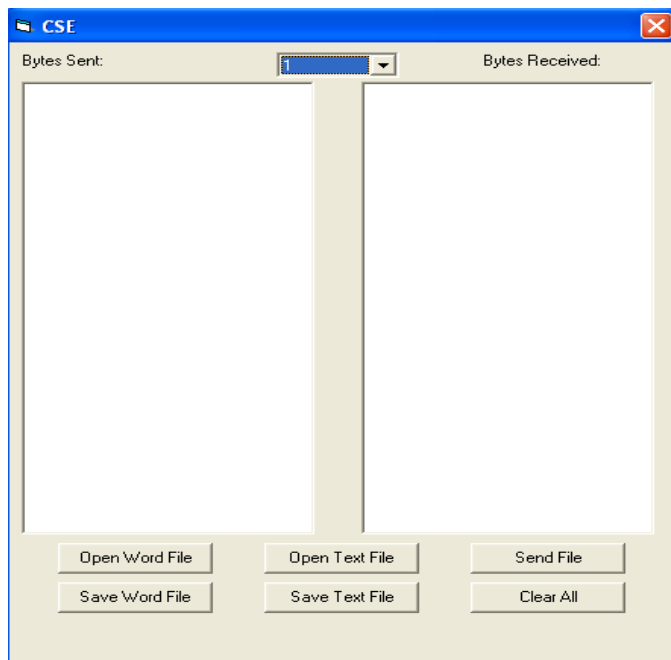 CSE
Bytes Sent:
1
Bytes Received:
Open Word File
Open Text File
Send File
Save Word File
Save Text File
Clear All